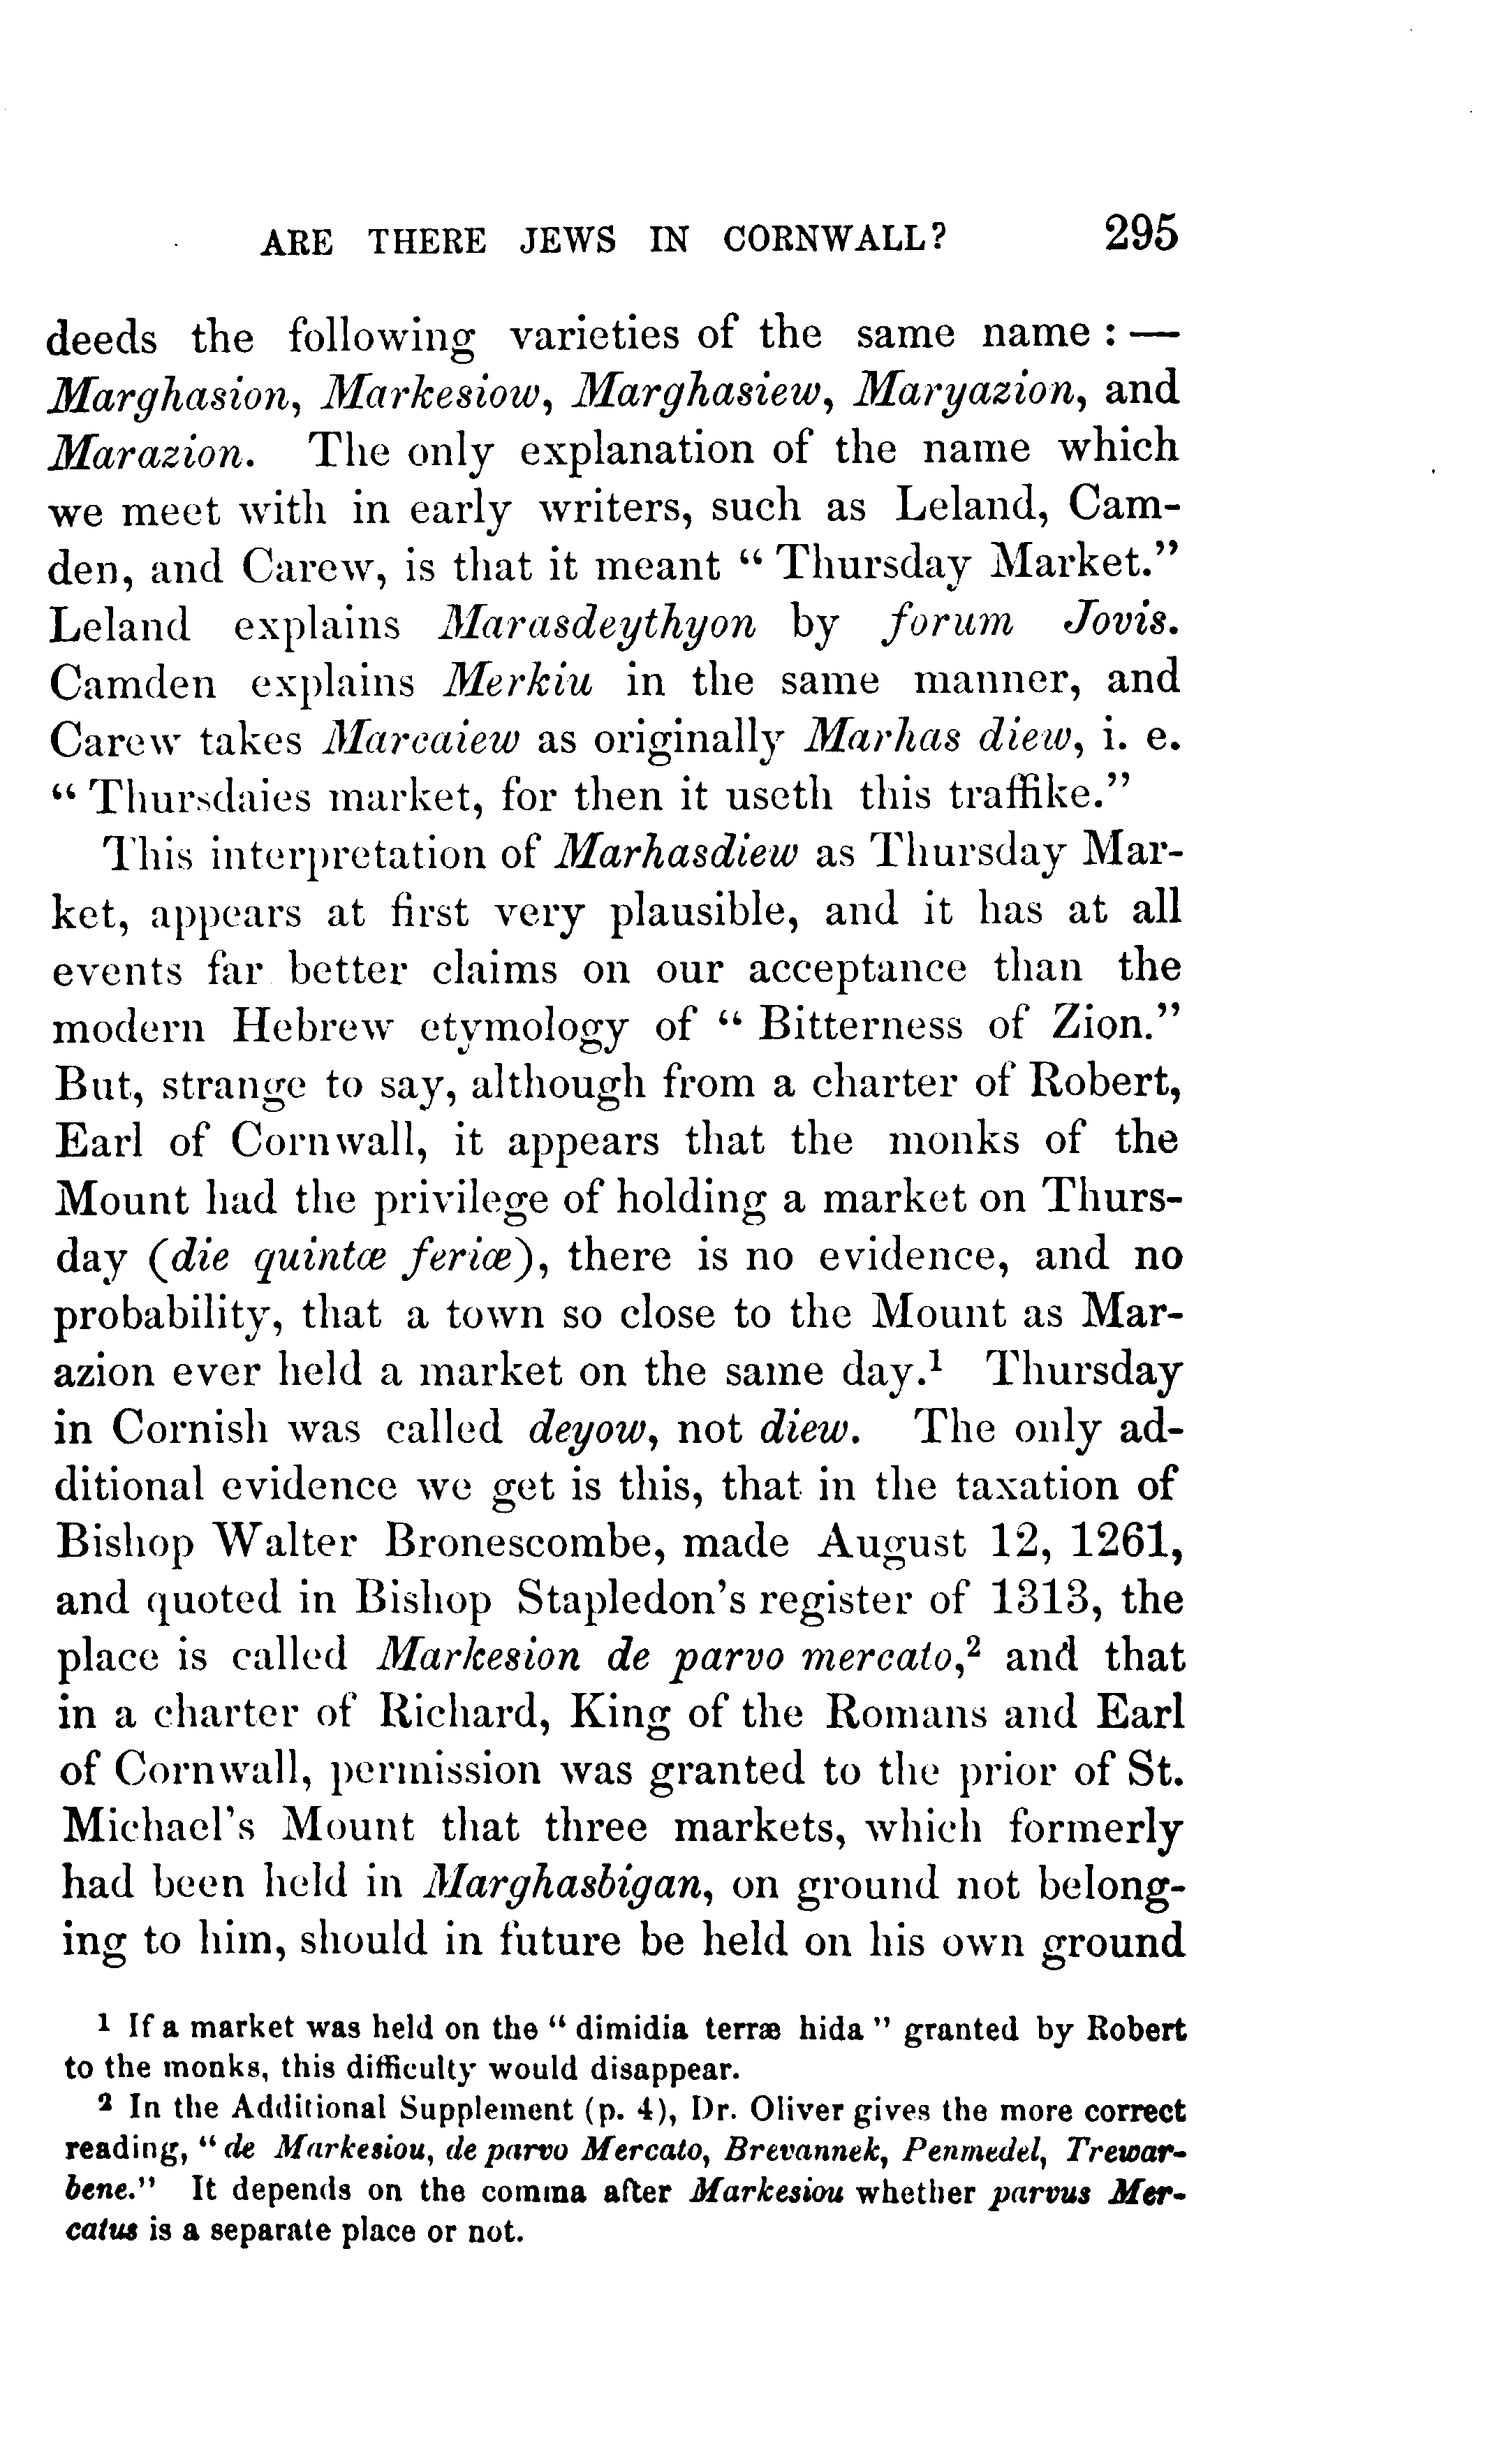 ARE THERE JEWS IN CORNWALL? 295
deeds the following varieties of the same name : —
Marghasion, Markesiow, Marghasiew, Maryazion, and
Marazion. The only explanation of the name which
we meet with in early writers, such as Leland, Cam-
den, and Carew, is that it meant “ Thursday Market.”
Leland explains Marasdeythyon by forum Jovis.
Camden explains Merkiu in the same manner, and
Carew takes Marcaiew as originally Marhas diew, i. e.
“ Thursdaies market, for then it useth this traffike.”
This interpretation of Marhasdiew as Thursday Mar-
ket, appears at first very plausible, and it has at all
events far better claims on our acceptance than the
modern Hebrew etymology of “ Bitterness of Zion.”
But, strange to say, although from a charter of Robert,
Earl of Cornwall, it appears that the monks of the
Mount had the privilege of holding a market on Thurs-
day (die quintæ feriæ), there is no evidence, and no
probability, that a town so close to the Mount as Mar-
azion ever held a market on the same day.¹ Thursday
in Cornish was called deyow, not diew. The only ad-
ditional evidence we get is this, that in the taxation of
Bishop Walter Bronescombe, made August 12, 1261,
and quoted in Bishop Stapledon’s register of 1313, the
place is called Markesion de parvo mercato,² and that
in a charter of Richard, King of the Romans and Earl
of Cornwall, permission was granted to the prior of St.
Michael’s Mount that three markets, which formerly
had been held in Marghasbigan, on ground not belong-
ing to him, should in future be held on his own ground
¹ If a market was held on the “ dimidia terræ hida ” granted by Robert
to the monks, this difficulty would disappear.
² In the Additional Supplement (p. 4), Dr. Oliver gives the more correct
reading, “ de Markesiou, de parvo Mercato, Brevannek, Penmedel, Trewar-
bene.” It depends on the comma after Markesiou whether parvus Mer-
catus is a separate place or not.